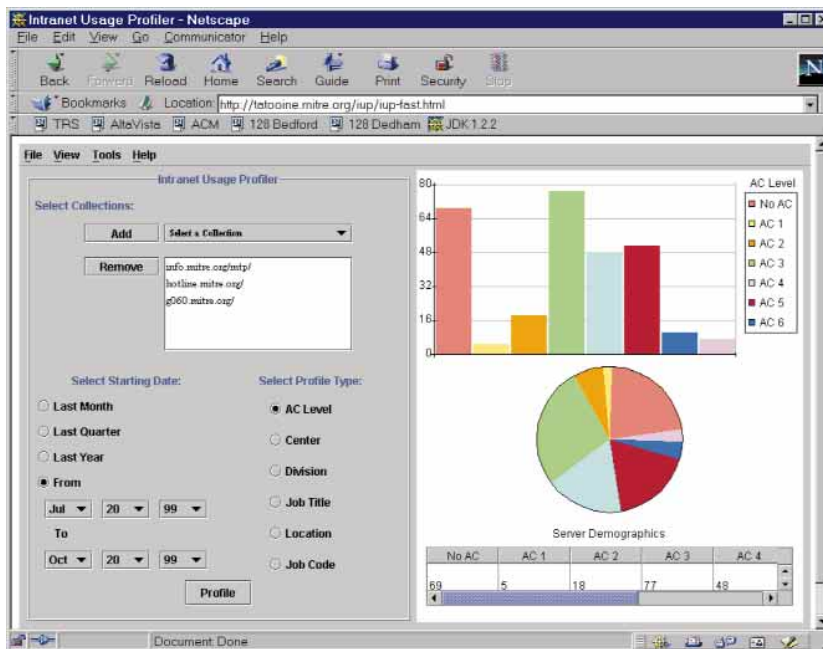 Intranet Usage Profiler - Netscape
File Edit View Go Communicator Help
Back Forward Reload Home Search Guide Print Security Stop
Bookmarks Location: http://tatooine.mitre.org/iup/iup-fast.html
TRS AltaVista ACM 128 Bedford 128 Dedham JDK 1.2.2
File View Tools Help
Intranet Usage Profiler
Select Collections:
Add Select a Collection
Remove
info.mitre.org/mtp/
hotline.mitre.org/
g060.mitre.org/
Select Starting Date:
Last Month
Last Quarter
Last Year
From
Jul 20 99
To
Oct 20 99
Select Profile Type:
AC Level
Center
Division
Job Title
Location
Job Code
Profile
80
64
48
32
16
0
AC Level
No AC
AC 1
AC 2
AC 3
AC 4
AC 5
AC 6
Server Demographics
No AC AC 1 AC 2 AC 3 AC 4
69 5 18 77 48
Document: Done